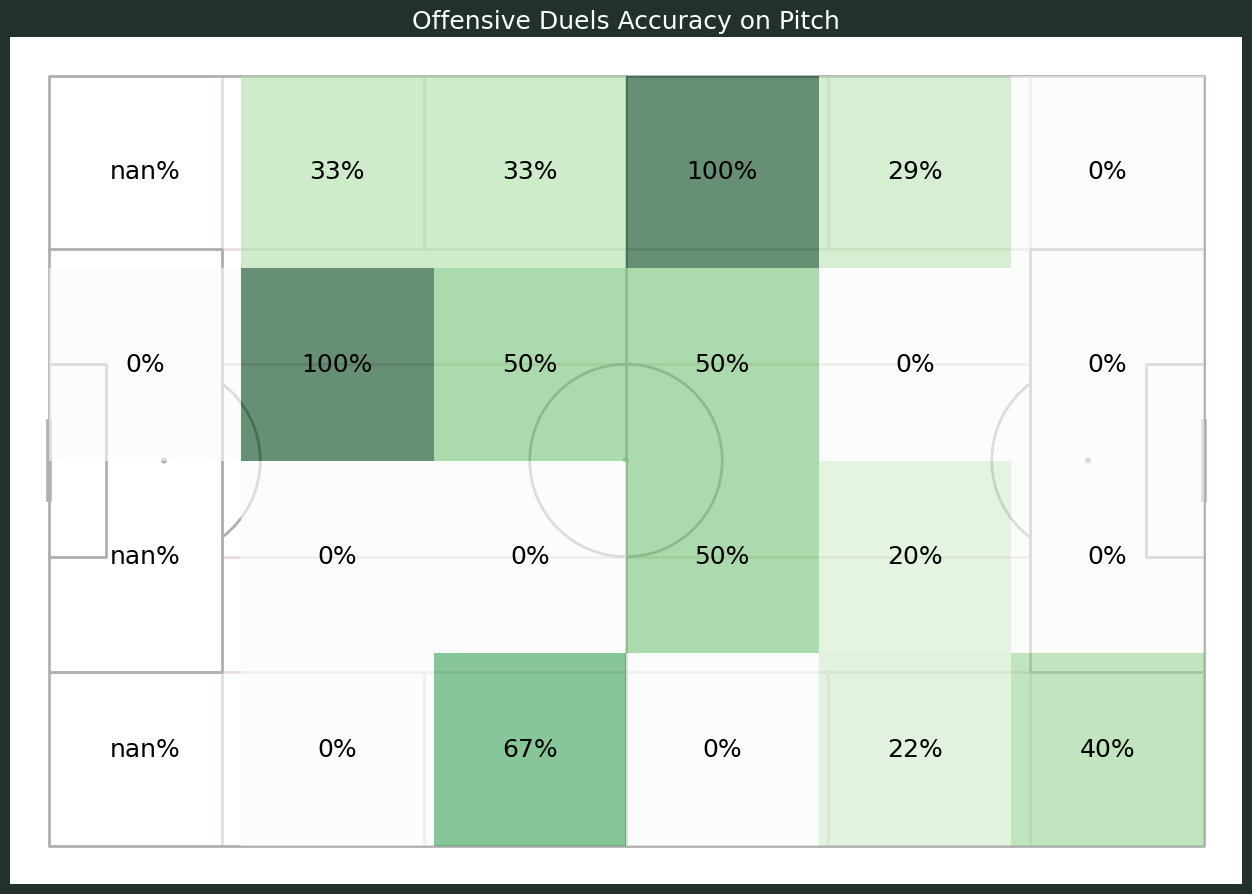 Offensive Duels Accuracy on Pitch
nan% 33% 33% 100% 29% 0%
0% 100% 50% 50% 0% 0%
nan% 0% 0% 50% 20% 0%
nan% 0% 67% 0% 22% 40%